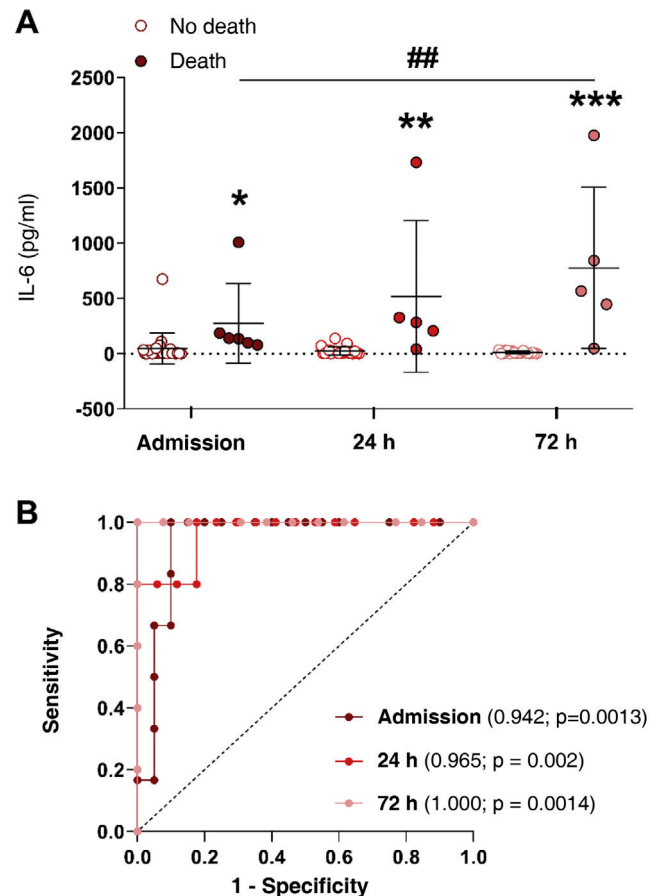 A
No death
Death
##
2500
2000
1500
1000
500
0
-500
IL-6 (pg/ml)
*
**
***
Admission 24 h 72 h
B
1.0
0.8
0.6
0.4
0.2
0.0
Sensitivity
Admission (0.942; p=0.0013)
24 h (0.965; p = 0.002)
72 h (1.000; p = 0.0014)
0.0 0.2 0.4 0.6 0.8 1.0
1 - Specificity